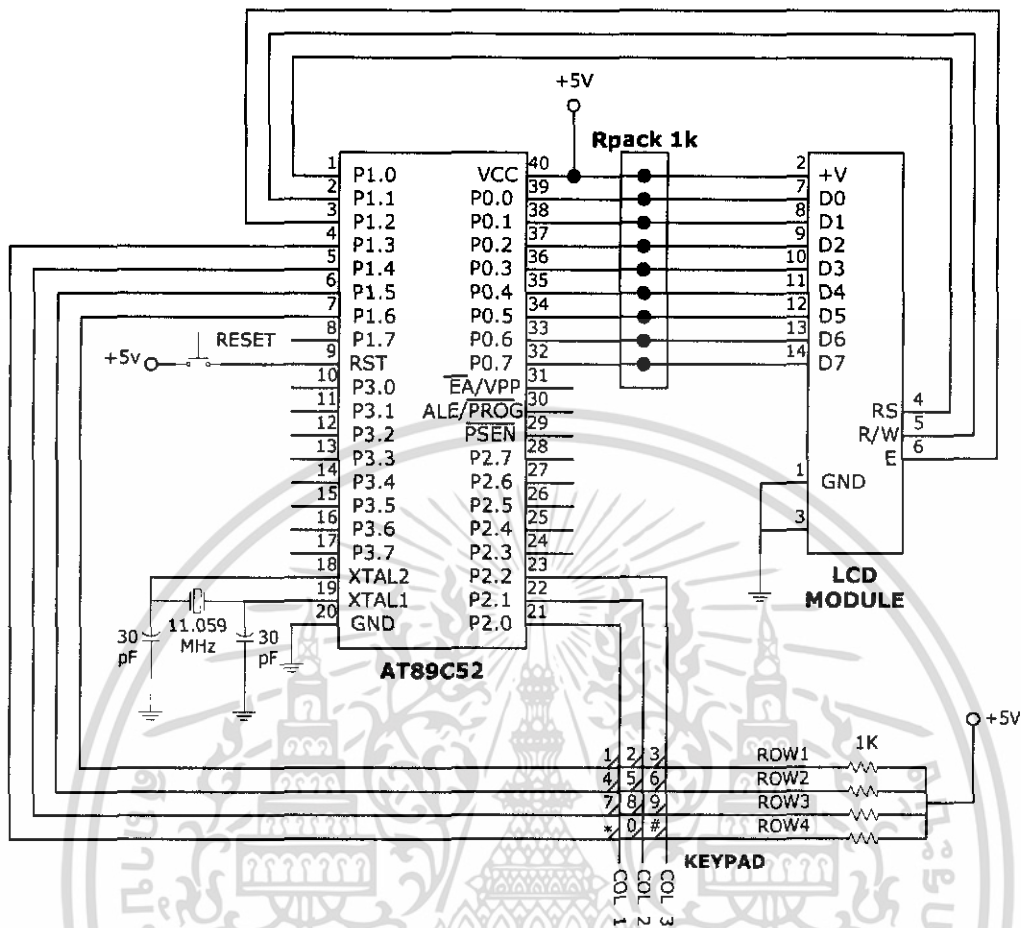 +5V
Rpack 1k
1 P1.0 VCC 40 2 +V
2 P1.1 P0.0 39 7 D0
3 P1.2 P0.1 38 8 D1
4 P1.3 P0.2 37 9 D2
5 P1.4 P0.3 36 10 D3
6 P1.5 P0.4 35 11 D4
7 P1.6 P0.5 34 12 D5
8 P1.7 P0.6 33 13 D6
RESET
+5v 9 RST P0.7 32 14 D7
10 P3.0 EA/VPP 31
11 P3.1 ALE/PROG 30 RS 4
12 P3.2 PSEN 29 R/W 5
13 P3.3 P2.7 28 E 6
14 P3.4 P2.6 27 1 GND
15 P3.5 P2.5 26
16 P3.6 P2.4 25 3
17 P3.7 P2.3 24
18 XTAL2 P2.2 23
19 XTAL1 P2.1 22
20 GND P2.0 21
LCD
MODULE
30
pF
11.059
MHz
30
pF
AT89C52
+5V
1K
1 2 3 ROW1
4 5 6 ROW2
7 8 9 ROW3
* 0 # ROW4
KEYPAD
COL 1
COL 2
COL 3